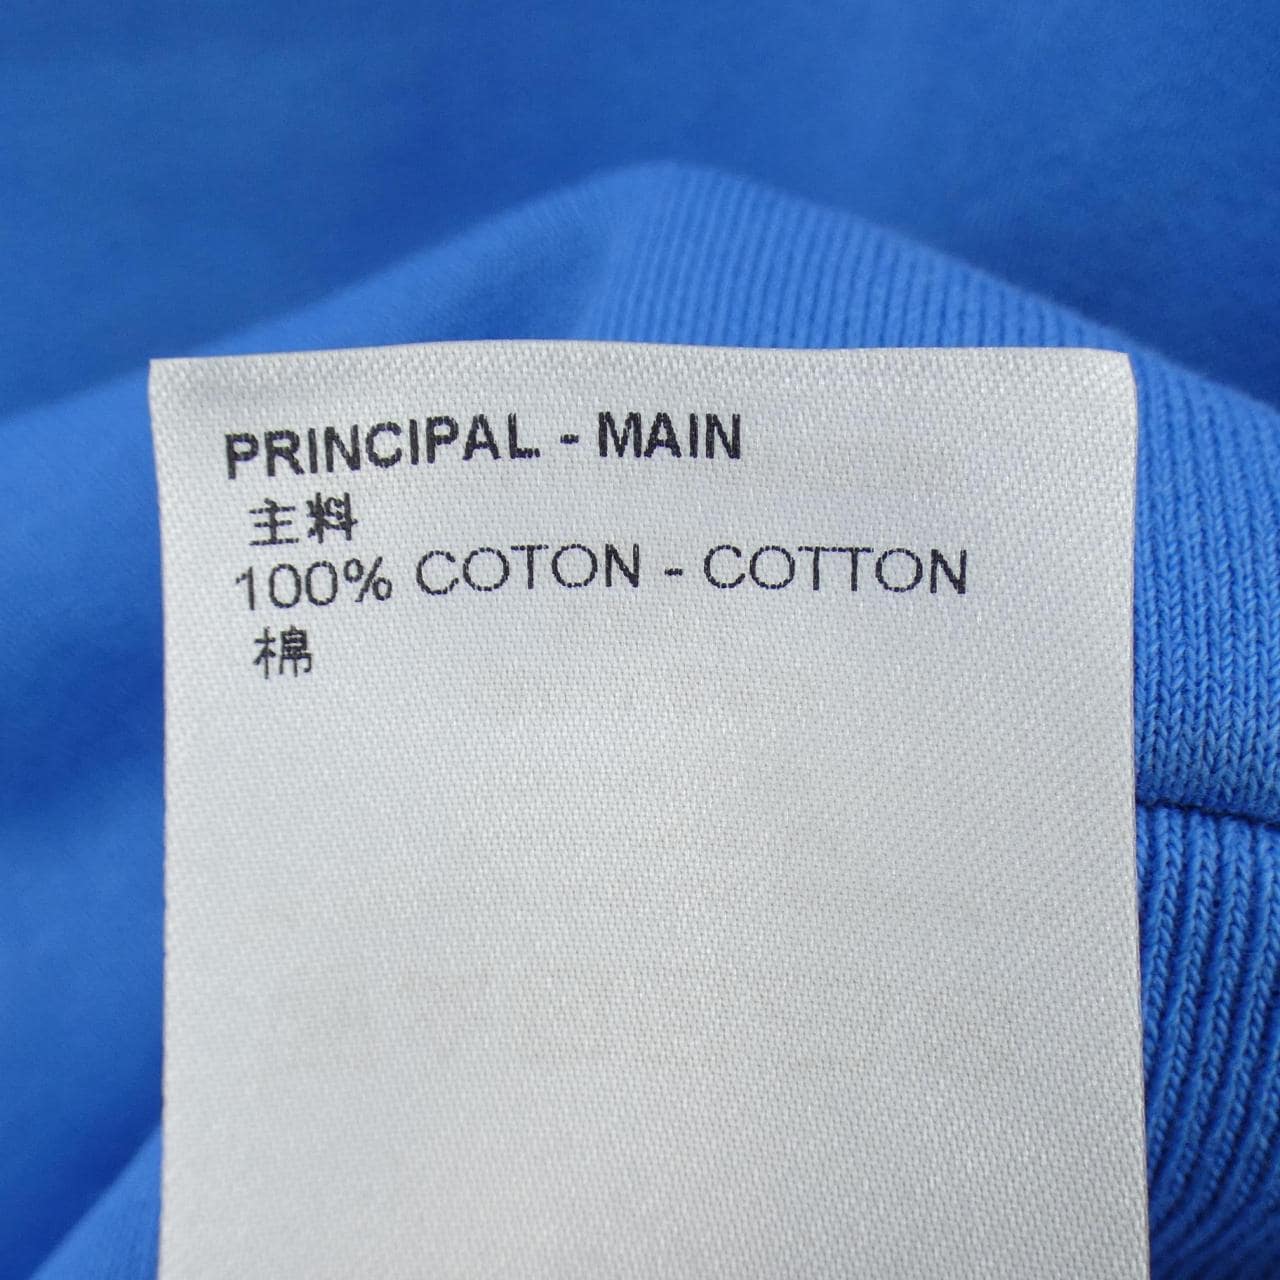 PRINCIPAL - MAIN
主料
100% COTON - COTTON
棉